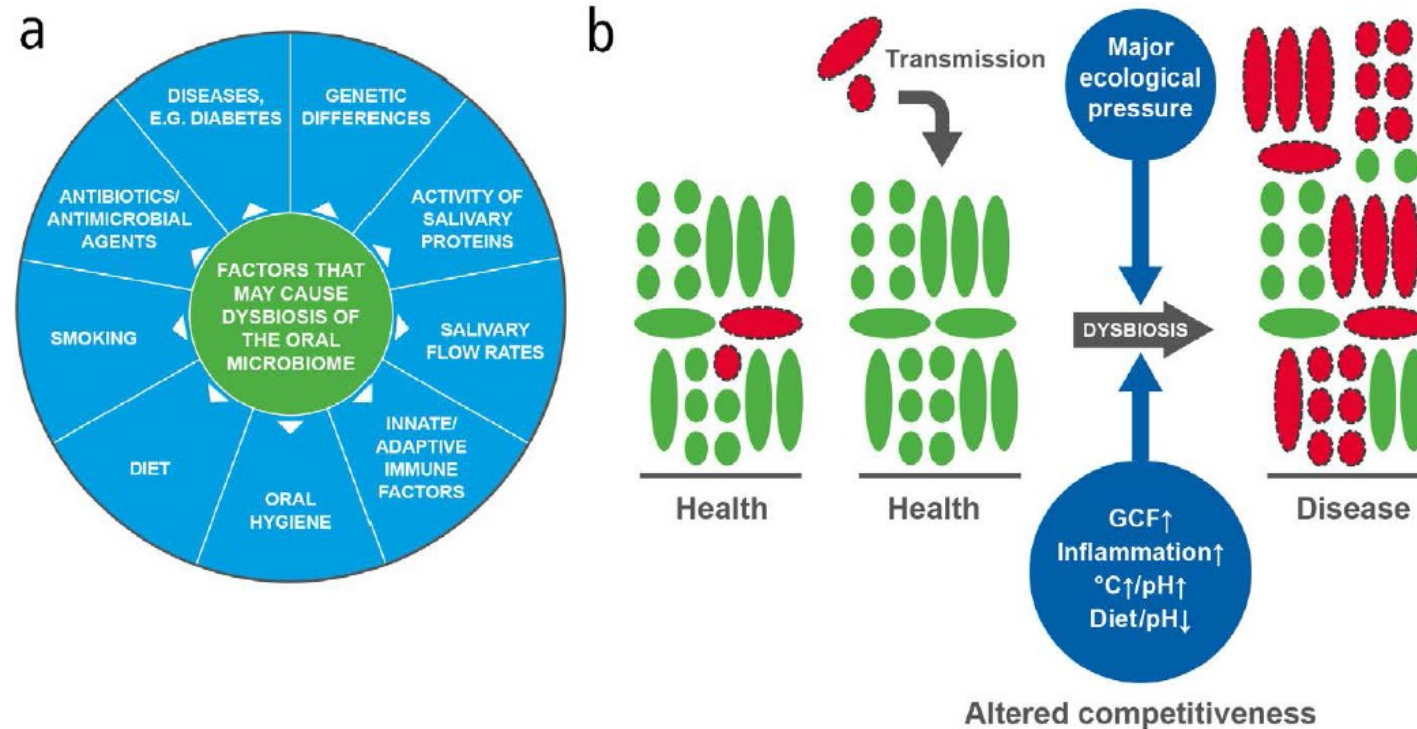 a
DISEASES,
E.G. DIABETES
GENETIC
DIFFERENCES
ACTIVITY OF
SALIVARY
PROTEINS
SALIVARY
FLOW RATES
INNATE/
ADAPTIVE
IMMUNE
FACTORS
ORAL
HYGIENE
DIET
SMOKING
ANTIBIOTICS/
ANTIMICROBIAL
AGENTS
FACTORS THAT
MAY CAUSE
DYSBIOSIS OF
THE ORAL
MICROBIOME
b
Transmission
Major
ecological
pressure
DYSBIOSIS
Health
Health
Disease
GCF↑
Inflammation↑
°C↑/pH↑
Diet/pH↓
Altered competitiveness